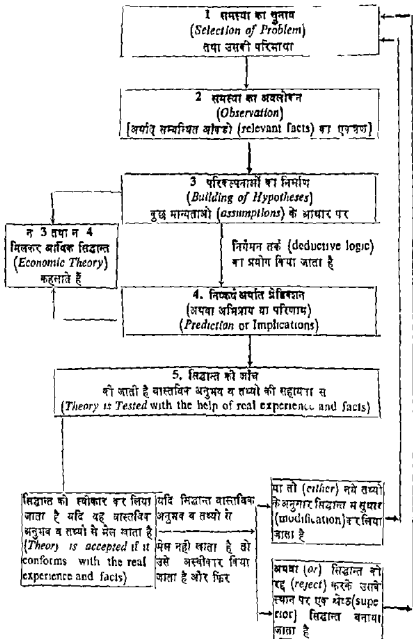 1 समस्या का चुनाव
(Selection of Problem)
तथा उसकी परिभाषा
2 समस्या का अवलोकन
(Observation)
[अर्थात् सम्बन्धित आँकडो (relevant facts) का एकत्रण]
3 परिकल्पनाओं का निर्माण
(Building of Hypotheses)
कुछ मान्यताओ (assumptions) के आधार पर
न 3 तथा न 4
मिलकर आर्थिक सिद्धान्त
(Economic Theory)
कहलाते हैं
निगमन तर्क (deductive logic)
का प्रयोग किया जाता है
4. निष्कर्ष अर्थात प्रेडिक्शन
(अथवा अभिप्राय या परिणाम)
(Prediction or Implications)
5. सिद्धान्त की जाँच
की जाती है वास्तविक अनुभव व तथ्यो की सहायता स
(Theory is Tested with the help of real experience and facts)
सिद्धान्त को स्वीकार कर लिया
जाता है यदि यह वास्तविक
अनुभव व तथ्यो से मेल खाता है
(Theory is accepted if it
conforms with the real
experience and facts)
यदि सिद्धान्त वास्तविक
अनुभव व तथ्यो से
मेल नही खाता है तो
उसे अस्वीकार किया
जाता है और फिर
या तो (either) नये तथ्यो
के अनुसार सिद्धान्त म सुधार
(modification) कर लिया
जाता है
अथवा (or) सिद्धान्त को
रद्द (reject) करके उसके
स्थान पर एक श्रेष्ठ (supe
rior) सिद्धान्त बनाया
जाता है